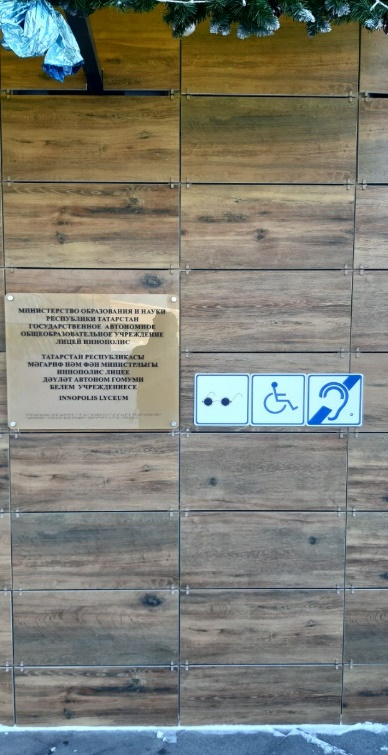 МИНИСТЕРСТВО ОБРАЗОВАНИЯ И НАУКИ
РЕСПУБЛИКИ ТАТАРСТАН
ГОСУДАРСТВЕННОЕ АВТОНОМНОЕ
ОБЩЕОБРАЗОВАТЕЛЬНОЕ УЧРЕЖДЕНИЕ
ЛИЦЕЙ ИННОПОЛИС
ТАТАРСТАН РЕСПУБЛИКАСЫ
МӘГАРИФ ҺӘМ ФӘН МИНИСТРЛЫГЫ
ИННОПОЛИС ЛИЦЕЕ
ДӘҮЛӘТ АВТОНОМ ГОМУМИ
БЕЛЕМ УЧРЕЖДЕНИЕСЕ
INNOPOLIS LYCEUM